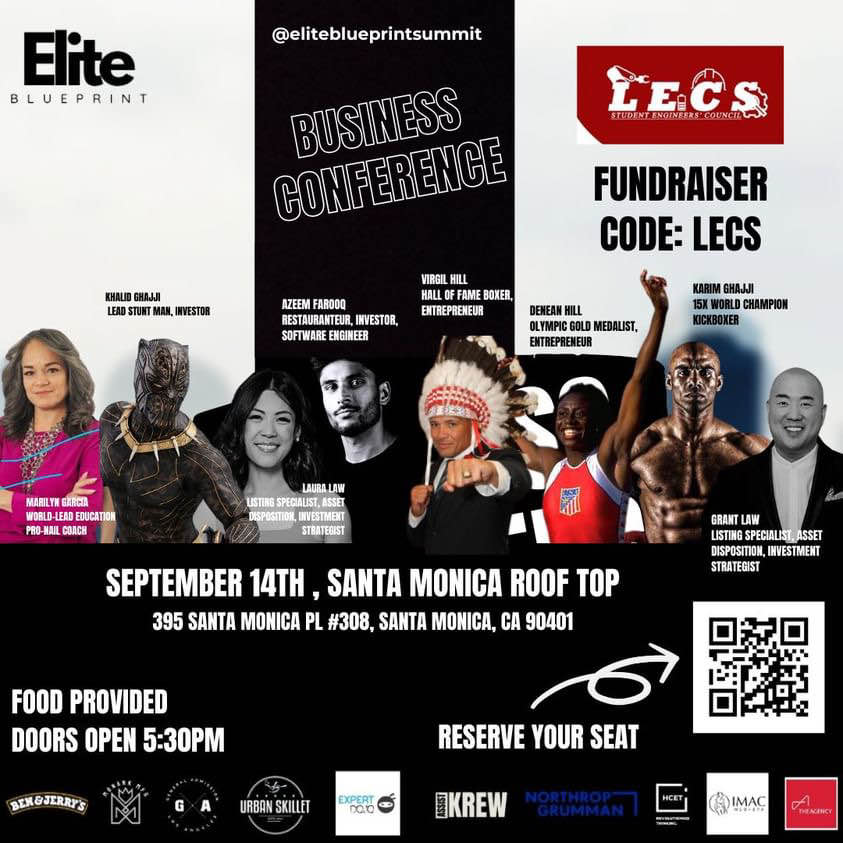 Elite
BLUEPRINT
@eliteblueprintsummit
LECS
STUDENT ENGINEERS' COUNCIL
BUSINESS
CONFERENCE
FUNDRAISER
CODE: LECS
KHALID GHAJJI
LEAD STUNT MAN, INVESTOR
AZEEM FAROOQ
RESTAURANTEUR, INVESTOR,
SOFTWARE ENGINEER
VIRGIL HILL
HALL OF FAME BOXER,
ENTREPRENEUR
DENEAN HILL
OLYMPIC GOLD MEDALIST,
ENTREPRENEUR
KARIM GHAJJI
15X WORLD CHAMPION
KICKBOXER
MARILYN GARCIA
WORLD-LEAD EDUCATION
PRO-NAIL COACH
LAURA LAW
LISTING SPECIALIST, ASSET
DISPOSITION, INVESTMENT
STRATEGIST
GRANT LAW
LISTING SPECIALIST, ASSET
DISPOSITION, INVESTMENT
STRATEGIST
SEPTEMBER 14TH , SANTA MONICA ROOF TOP
395 SANTA MONICA PL #308, SANTA MONICA, CA 90401
FOOD PROVIDED
DOORS OPEN 5:30PM
RESERVE YOUR SEAT
BEN & JERRY'S
G A
URBAN SKILLET
EXPERT
DOJO
ASSIST
KREW
NORTHROP
GRUMMAN
HCET
REVOLUTIONIZED
THINKING.
IMAC
THE AGENCY